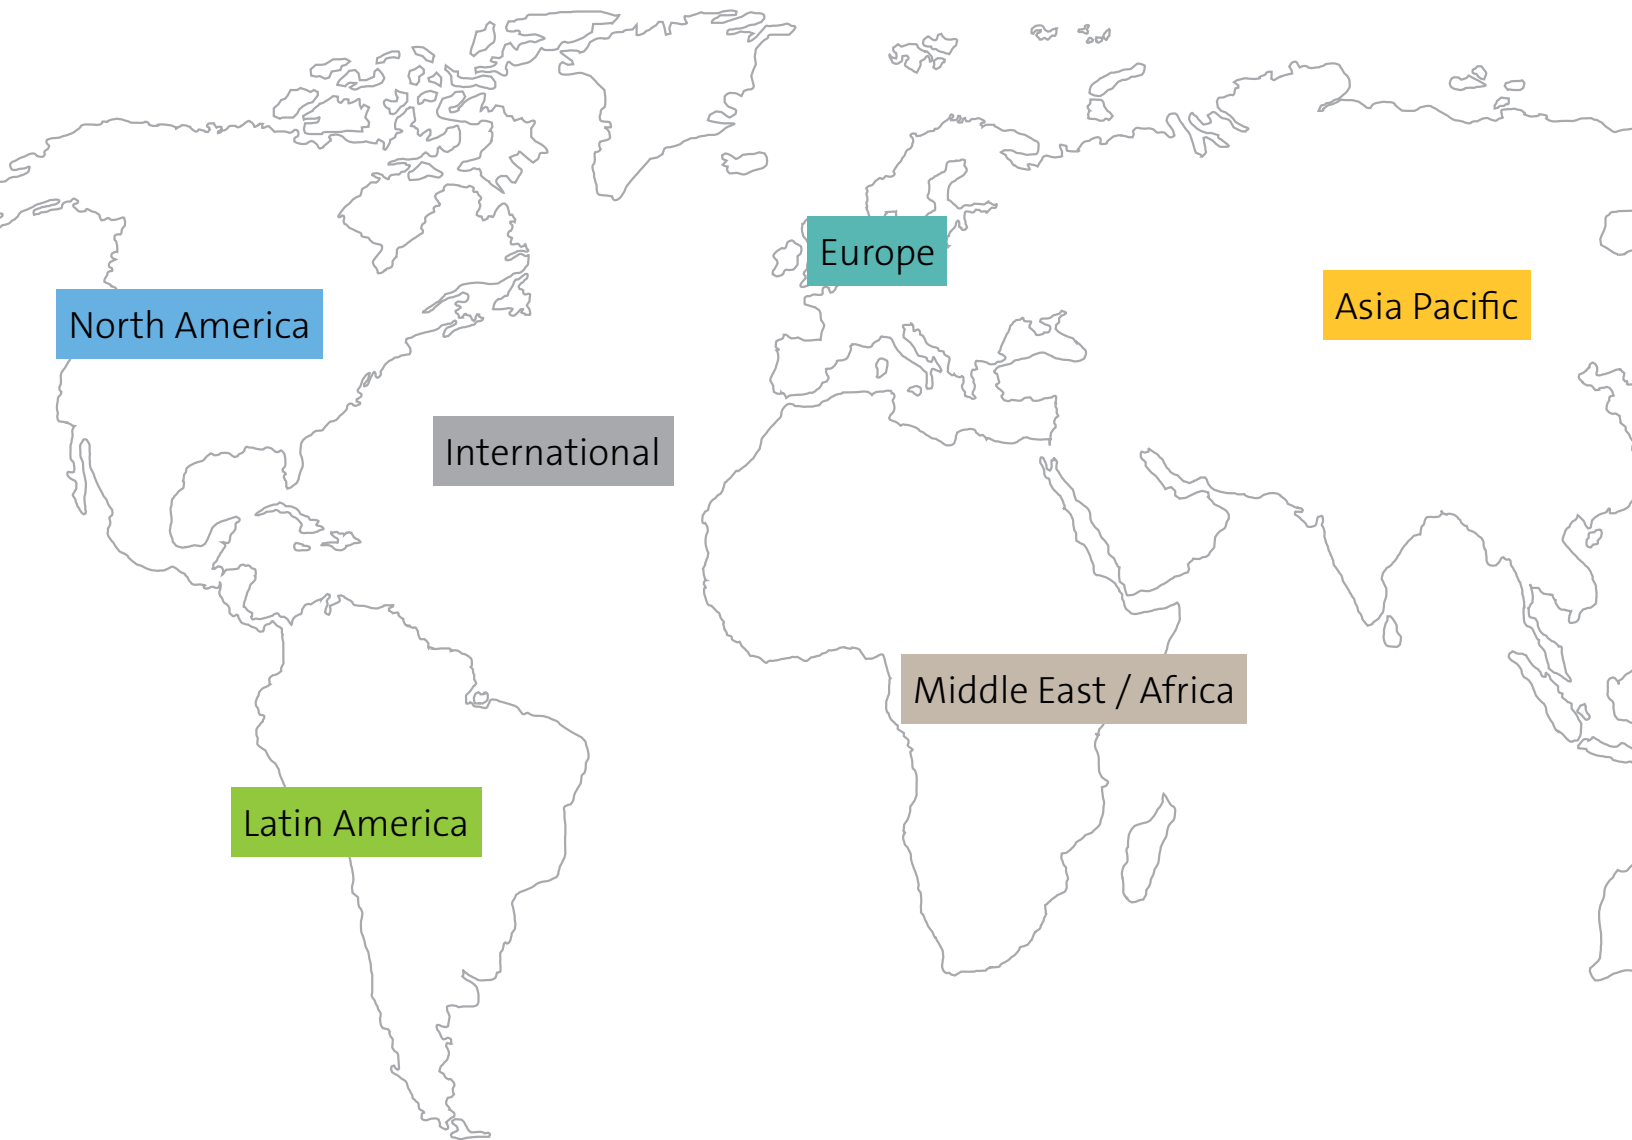 Europe
Asia Pacific
North America
International
Middle East / Africa
Latin America